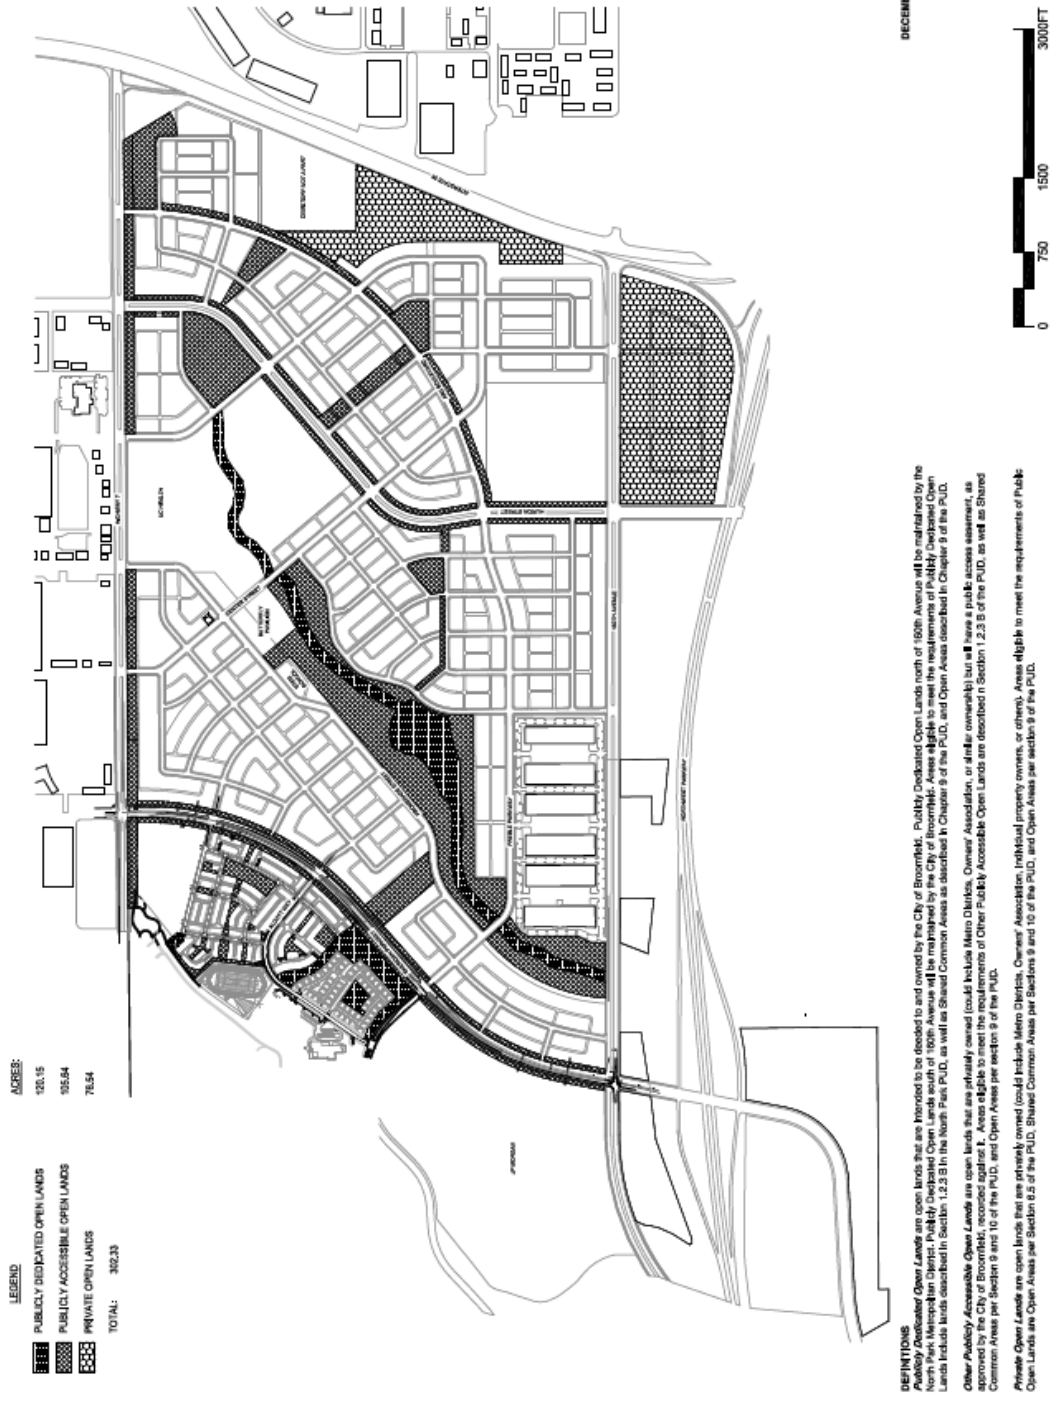 LEGEND
ACRES:
PUBLICLY DEDICATED OPEN LANDS 120.15
PUBLICLY ACCESSIBLE OPEN LANDS 105.64
PRIVATE OPEN LANDS 76.54
TOTAL: 302.33
CENTER STREET
HURON STREET
PREBLE PARKWAY
DEFINITIONS
Publicly Dedicated Open Lands are open lands that are intended to be deeded to and owned by the City of Broomfield. Publicly Dedicated Open Lands north of 160th Avenue will be maintained by the
North Park Metropolitan District. Publicly Dedicated Open Lands south of 160th Avenue will be maintained by the City of Broomfield. Areas eligible to meet the requirements of Publicly Dedicated Open
Lands include lands described in Section 1.2.3 B in the North Park PUD, as well as Shared Common Areas as described in Chapter 9 of the PUD, and Open Areas described in Chapter 9 of the PUD.
Other Publicly Accessible Open Lands are open lands that are privately owned (could include Metro Districts, Owners' Association, or similar ownership) but will have a public access easement, as
approved by the City of Broomfield, recorded against it. Areas eligible to meet the requirements of Other Publicly Accessible Open Lands are described n Section 1.2.3 B of the PUD, as well as Shared
Common Areas per Section 9 and 10 of the PUD, and Open Areas per section 9 of the PUD.
Private Open Lands are open lands that are privately owned (could include Metro Districts, Owners' Association, individual property owners, or others). Areas eligible to meet the requirements of Public
Open Lands are Open Areas per Section 6.5 of the PUD, Shared Common Areas per Sections 9 and 10 of the PUD, and Open Areas per section 9 of the PUD.
0 750 1500 3000FT